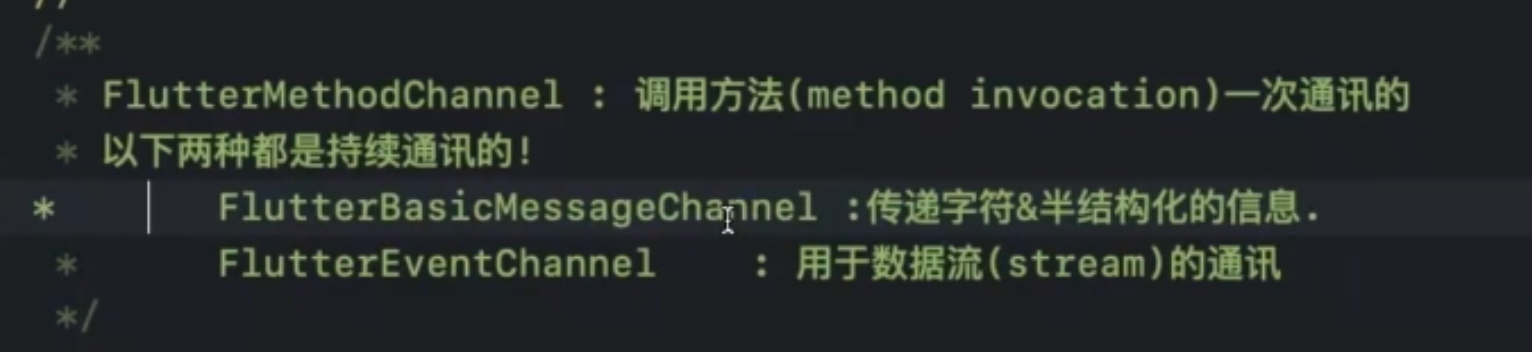 //
/**
* FlutterMethodChannel : 调用方法(method invocation)一次通讯的
* 以下两种都是持续通讯的!
* FlutterBasicMessageChannel :传递字符&半结构化的信息.
* FlutterEventChannel : 用于数据流(stream)的通讯
*/